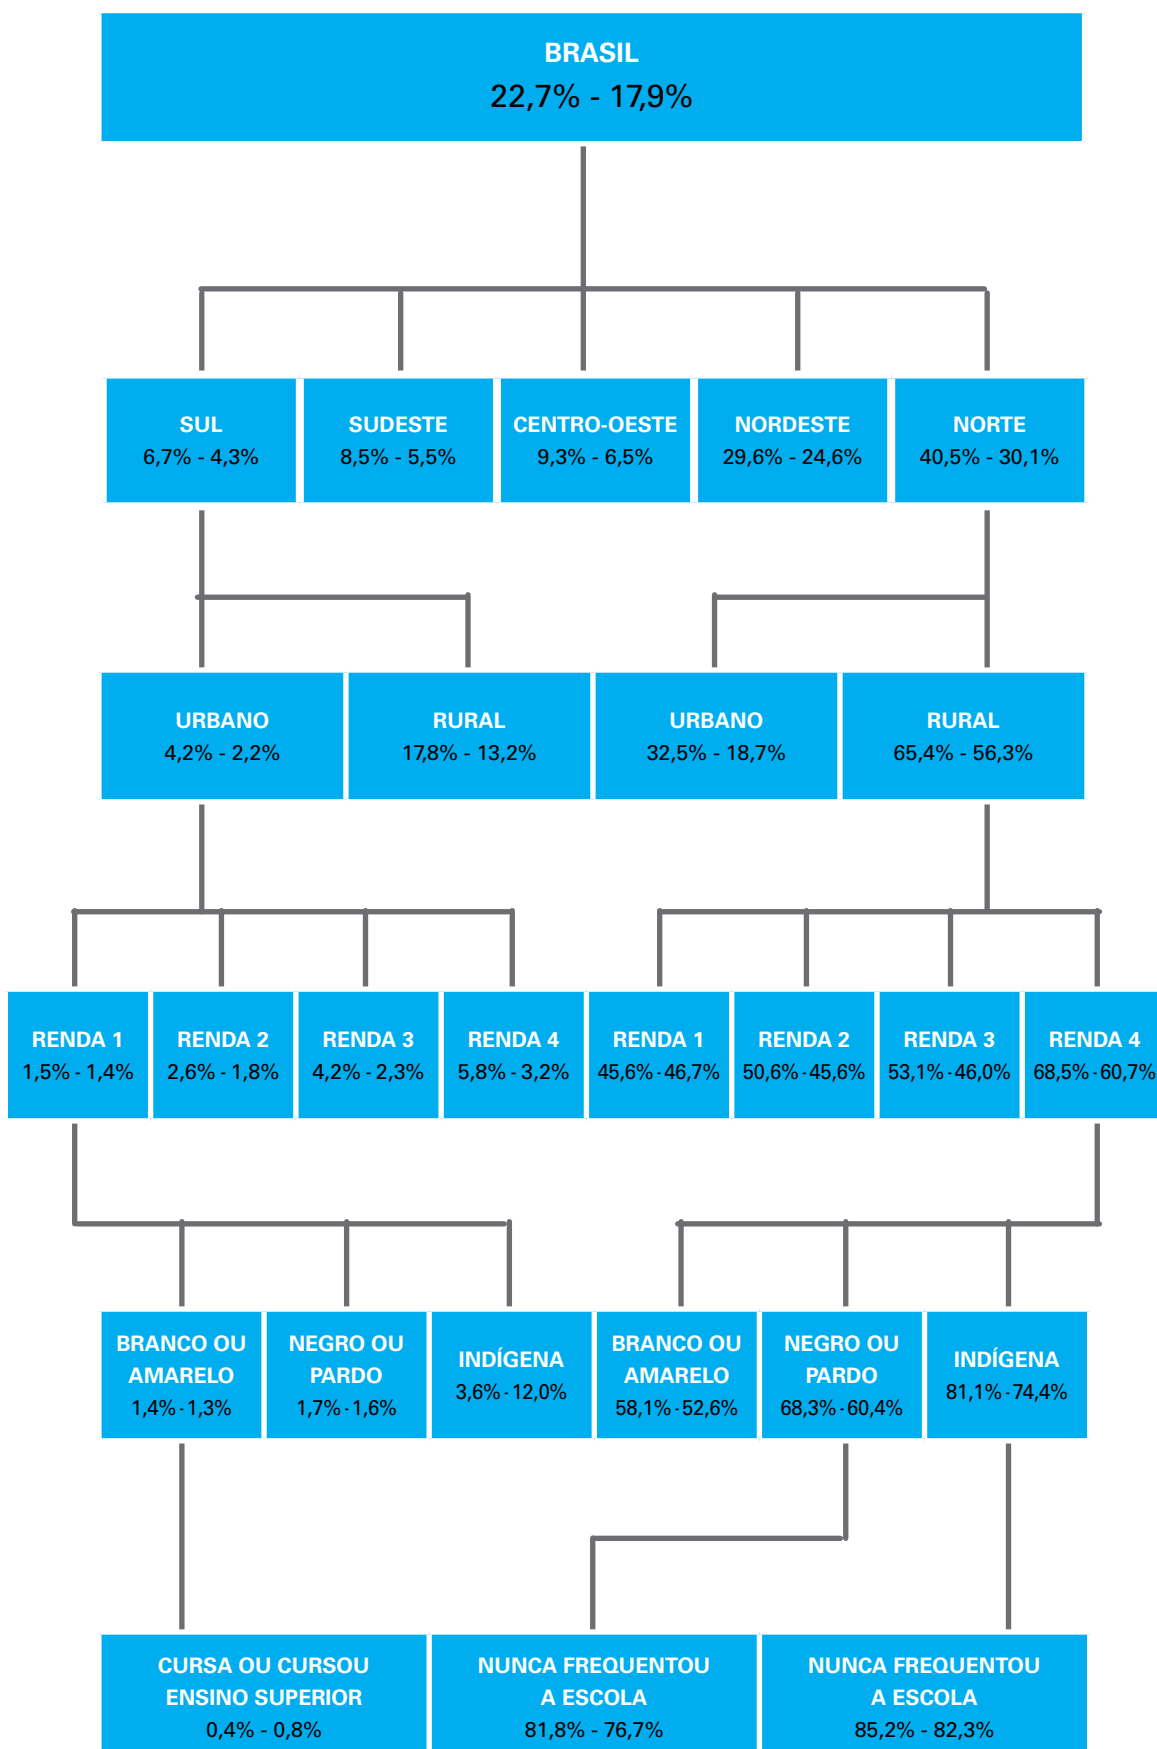 BRASIL
22,7% - 17,9%
SUL
6,7% - 4,3%
SUDESTE
8,5% - 5,5%
CENTRO-OESTE
9,3% - 6,5%
NORDESTE
29,6% - 24,6%
NORTE
40,5% - 30,1%
URBANO
4,2% - 2,2%
RURAL
17,8% - 13,2%
URBANO
32,5% - 18,7%
RURAL
65,4% - 56,3%
RENDA 1
1,5% - 1,4%
RENDA 2
2,6% - 1,8%
RENDA 3
4,2% - 2,3%
RENDA 4
5,8% - 3,2%
RENDA 1
45,6% - 46,7%
RENDA 2
50,6% - 45,6%
RENDA 3
53,1% - 46,0%
RENDA 4
68,5% - 60,7%
BRANCO OU
AMARELO
1,4% - 1,3%
NEGRO OU
PARDO
1,7% - 1,6%
INDÍGENA
3,6% - 12,0%
BRANCO OU
AMARELO
58,1% - 52,6%
NEGRO OU
PARDO
68,3% - 60,4%
INDÍGENA
81,1% - 74,4%
CURSA OU CURSOU
ENSINO SUPERIOR
0,4% - 0,8%
NUNCA FREQUENTOU
A ESCOLA
81,8% - 76,7%
NUNCA FREQUENTOU
A ESCOLA
85,2% - 82,3%